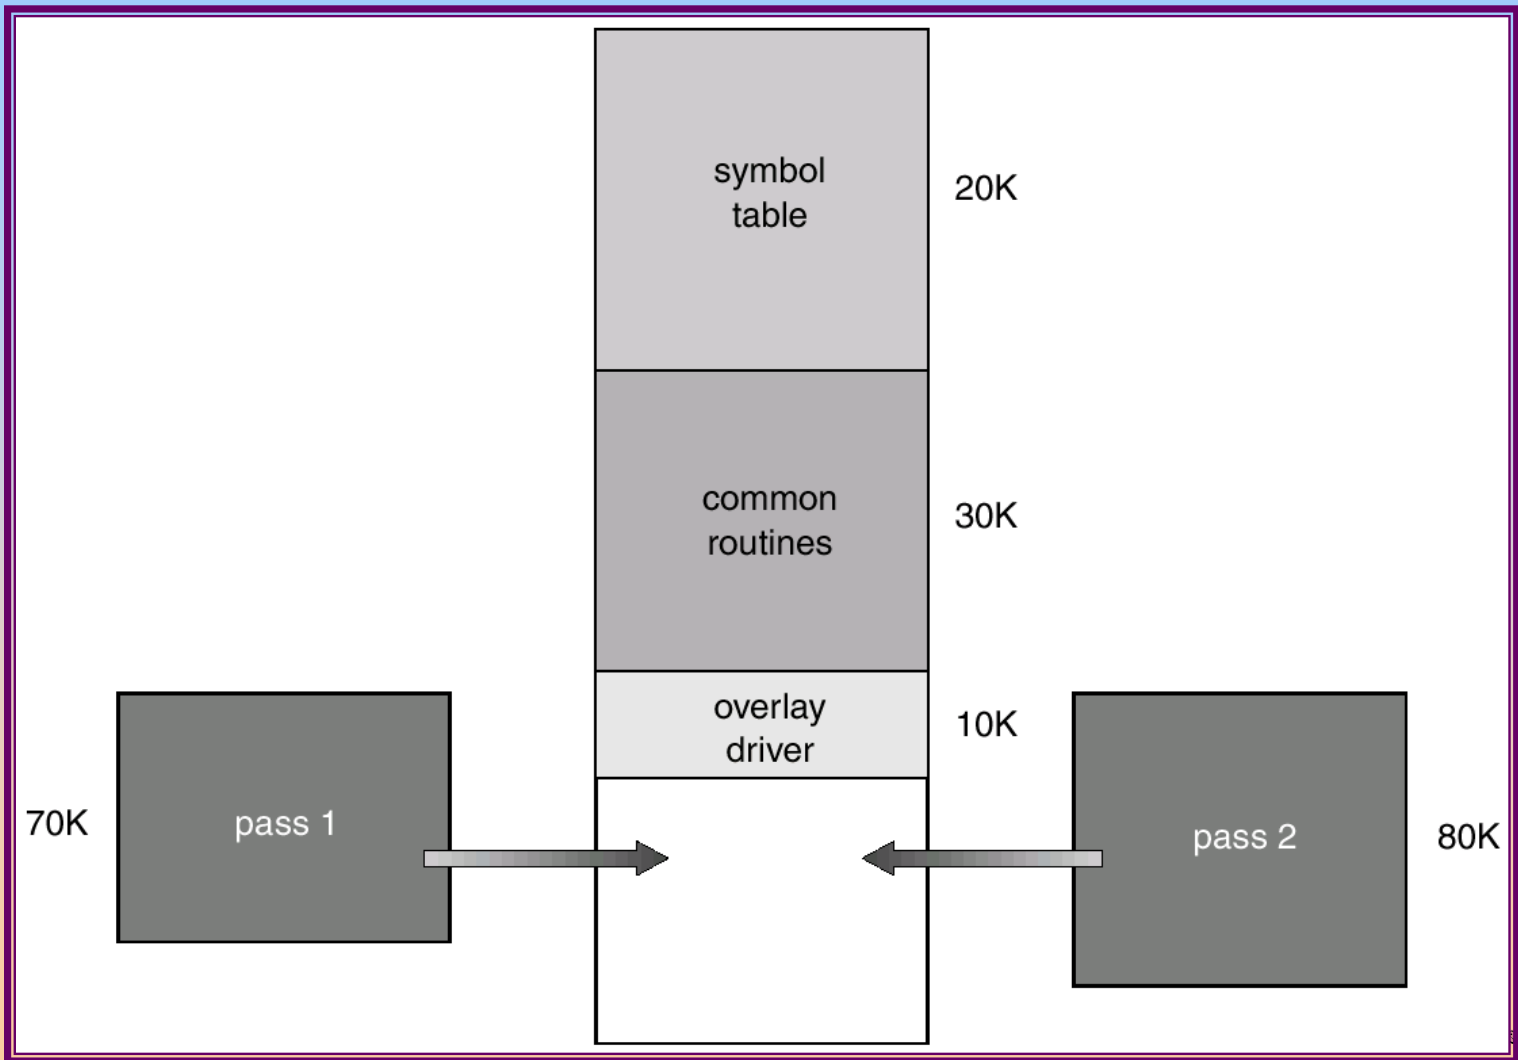 symbol
table
20K
common
routines
30K
overlay
driver
10K
70K
pass 1
pass 2
80K